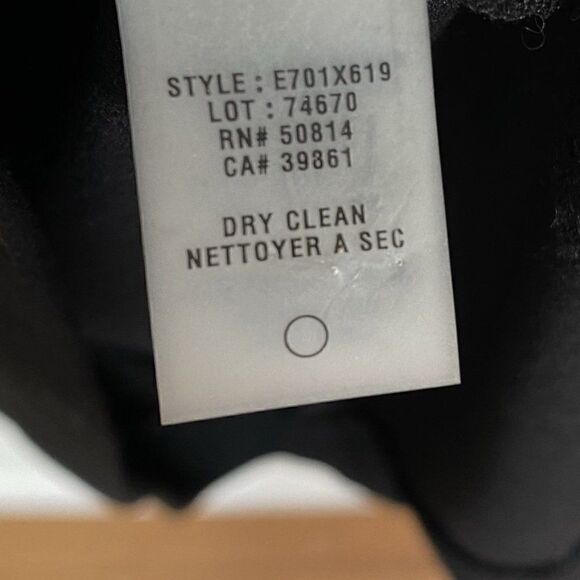 STYLE : E701X619
LOT : 74670
RN# 50814
CA# 39861
DRY CLEAN
NETTOYER A SEC